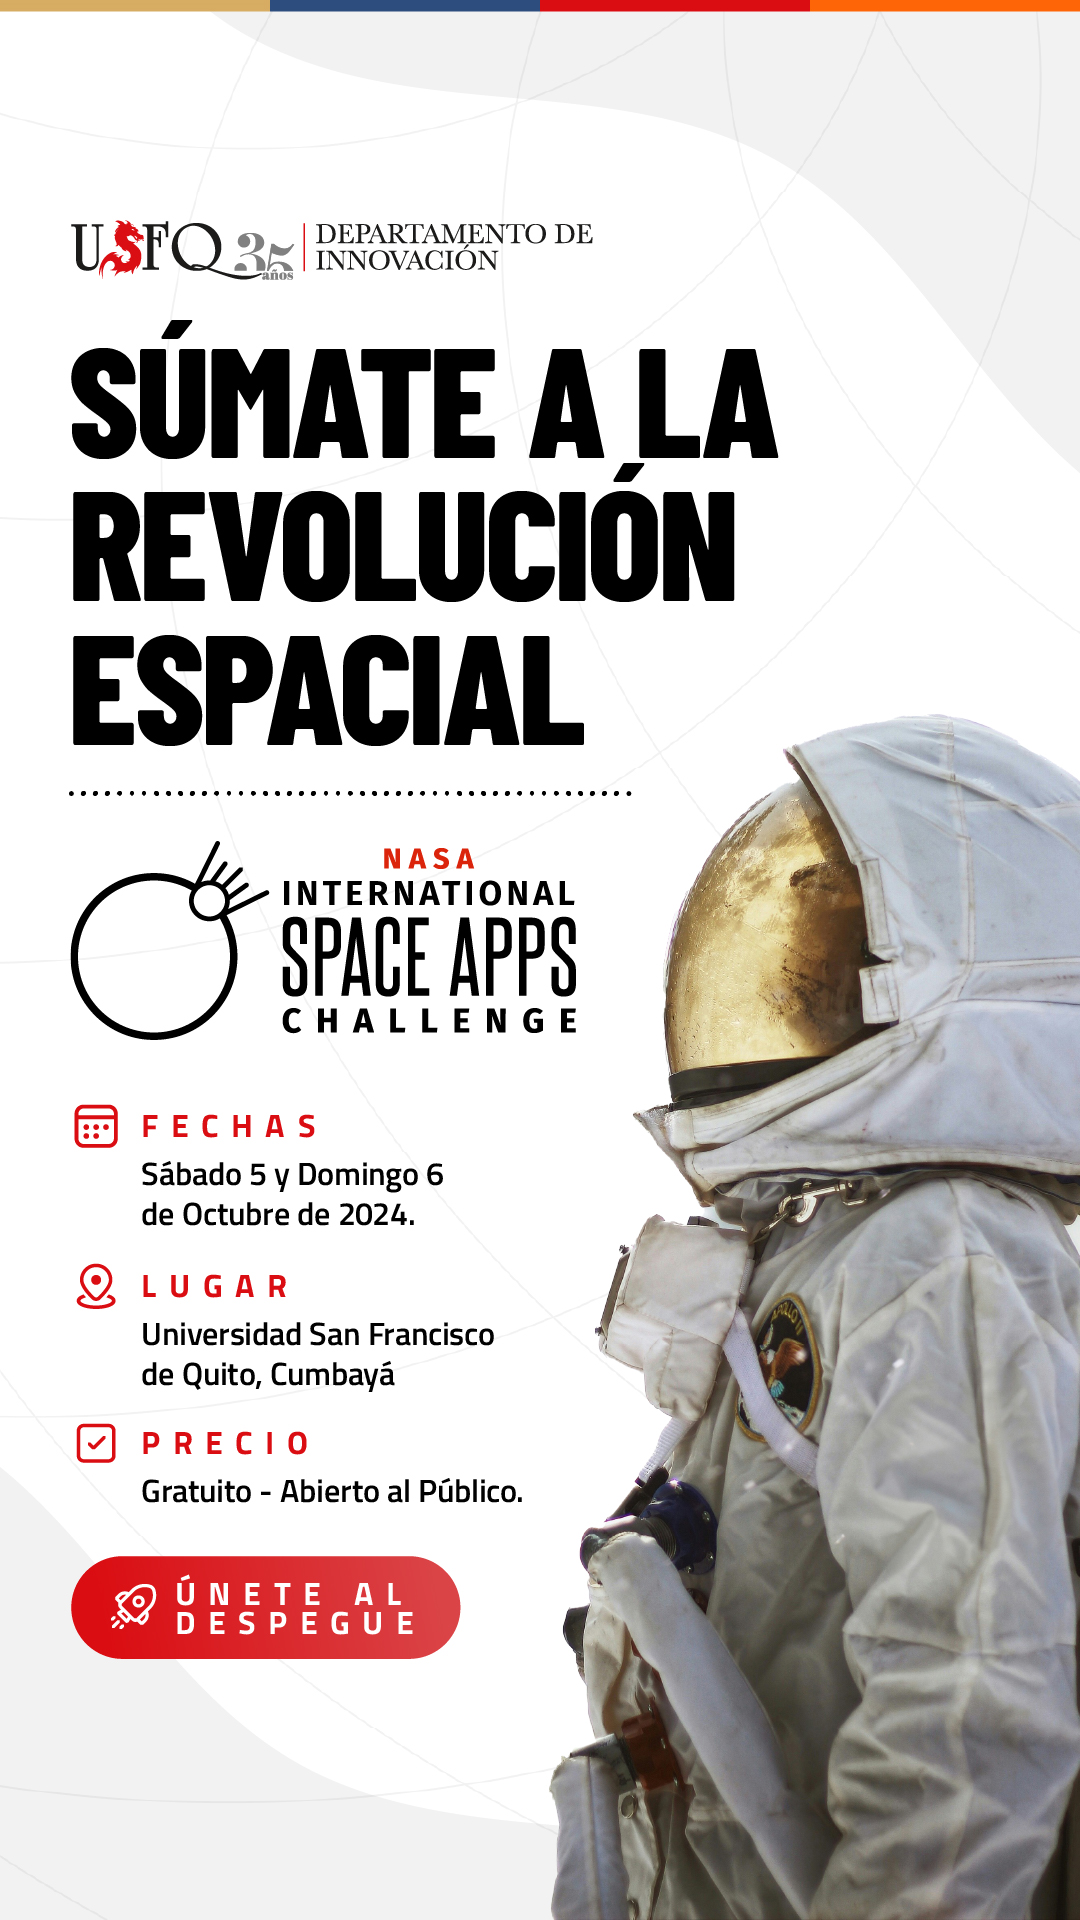 USFQ 35 años
DEPARTAMENTO DE
INNOVACIÓN
SÚMATE A LA
REVOLUCIÓN
ESPACIAL
NASA
INTERNATIONAL
SPACE APPS
CHALLENGE
FECHAS
Sábado 5 y Domingo 6
de Octubre de 2024.
LUGAR
Universidad San Francisco
de Quito, Cumbayá
PRECIO
Gratuito - Abierto al Público.
ÚNETE AL
DESPEGUE
APOLLO 11